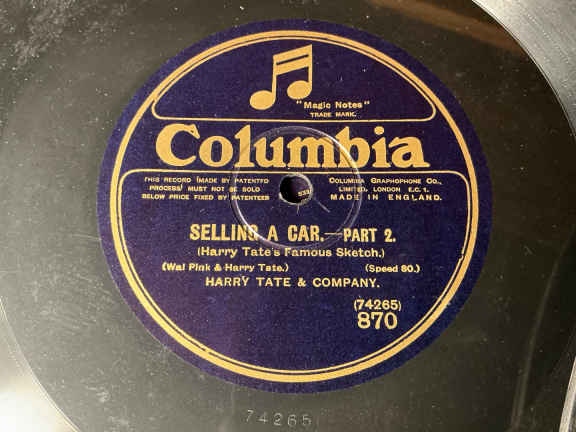 "Magic Notes"
TRADE MARK.
Columbia
THIS RECORD (MADE BY PATENTED
PROCESS) MUST NOT BE SOLD
BELOW PRICE FIXED BY PATENTEES
COLUMBIA GRAPHOPHONE CO.,
LIMITED, LONDON E.C. 1.
MADE IN ENGLAND.
SELLING A CAR.—PART 2.
(Harry Tate's Famous Sketch.)
(Wal Pink & Harry Tate.) (Speed 80.)
HARRY TATE & COMPANY.
(74265)
870
74265